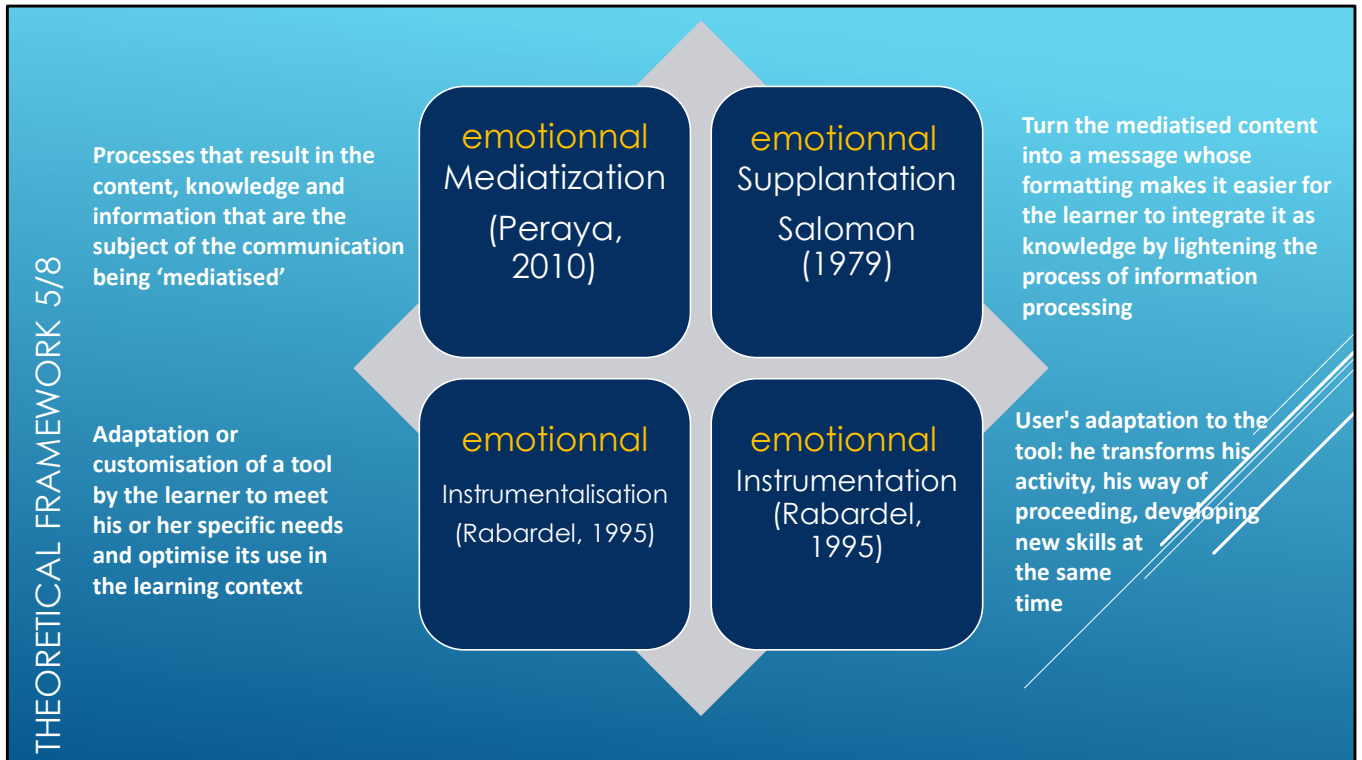 THEORETICAL FRAMEWORK 5/8
Processes that result in the
content, knowledge and
information that are the
subject of the communication
being ‘mediatised’
emotionnal
Mediatization
(Peraya,
2010)
emotionnal
Supplantation
Salomon
(1979)
Turn the mediatised content
into a message whose
formatting makes it easier for
the learner to integrate it as
knowledge by lightening the
process of information
processing
Adaptation or
customisation of a tool
by the learner to meet
his or her specific needs
and optimise its use in
the learning context
emotionnal
Instrumentalisation
(Rabardel, 1995)
emotionnal
Instrumentation
(Rabardel,
1995)
User's adaptation to the
tool: he transforms his
activity, his way of
proceeding, developing
new skills at
the same
time